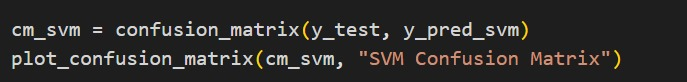 cm_svm = confusion_matrix(y_test, y_pred_svm)
plot_confusion_matrix(cm_svm, "SVM Confusion Matrix")